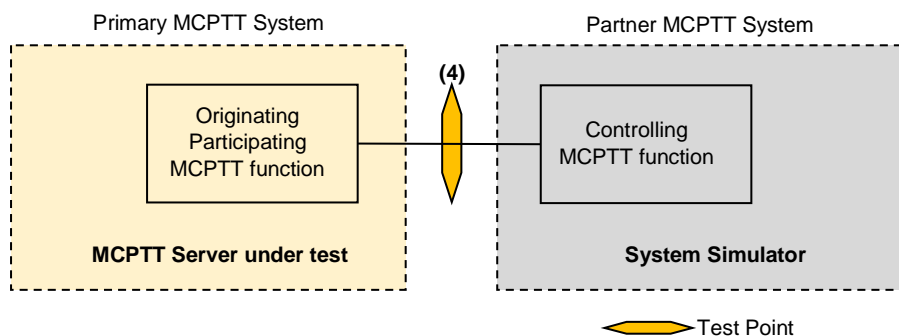 Primary MCPTT System
Partner MCPTT System
(4)
Originating
Participating
MCPTT function
Controlling
MCPTT function
MCPTT Server under test
System Simulator
Test Point